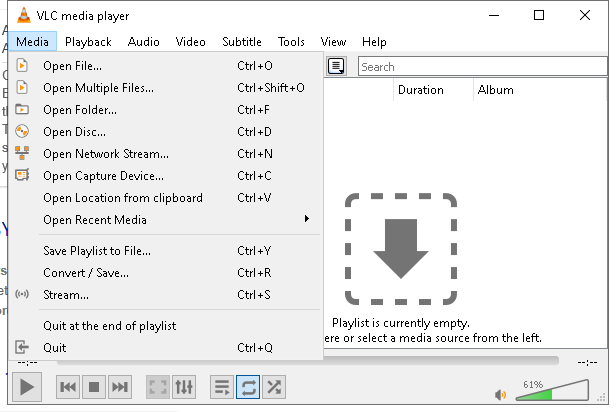 VLC media player
Media Playback Audio Video Subtitle Tools View Help
Open File... Ctrl+O
Open Multiple Files... Ctrl+Shift+O
Open Folder... Ctrl+F
Open Disc... Ctrl+D
Open Network Stream... Ctrl+N
Open Capture Device... Ctrl+C
Open Location from clipboard Ctrl+V
Open Recent Media
Save Playlist to File... Ctrl+Y
Convert / Save... Ctrl+R
Stream... Ctrl+S
Quit at the end of playlist
Quit Ctrl+Q
Search
Duration Album
Playlist is currently empty.
ere or select a media source from the left.
--:-- --:--
61%